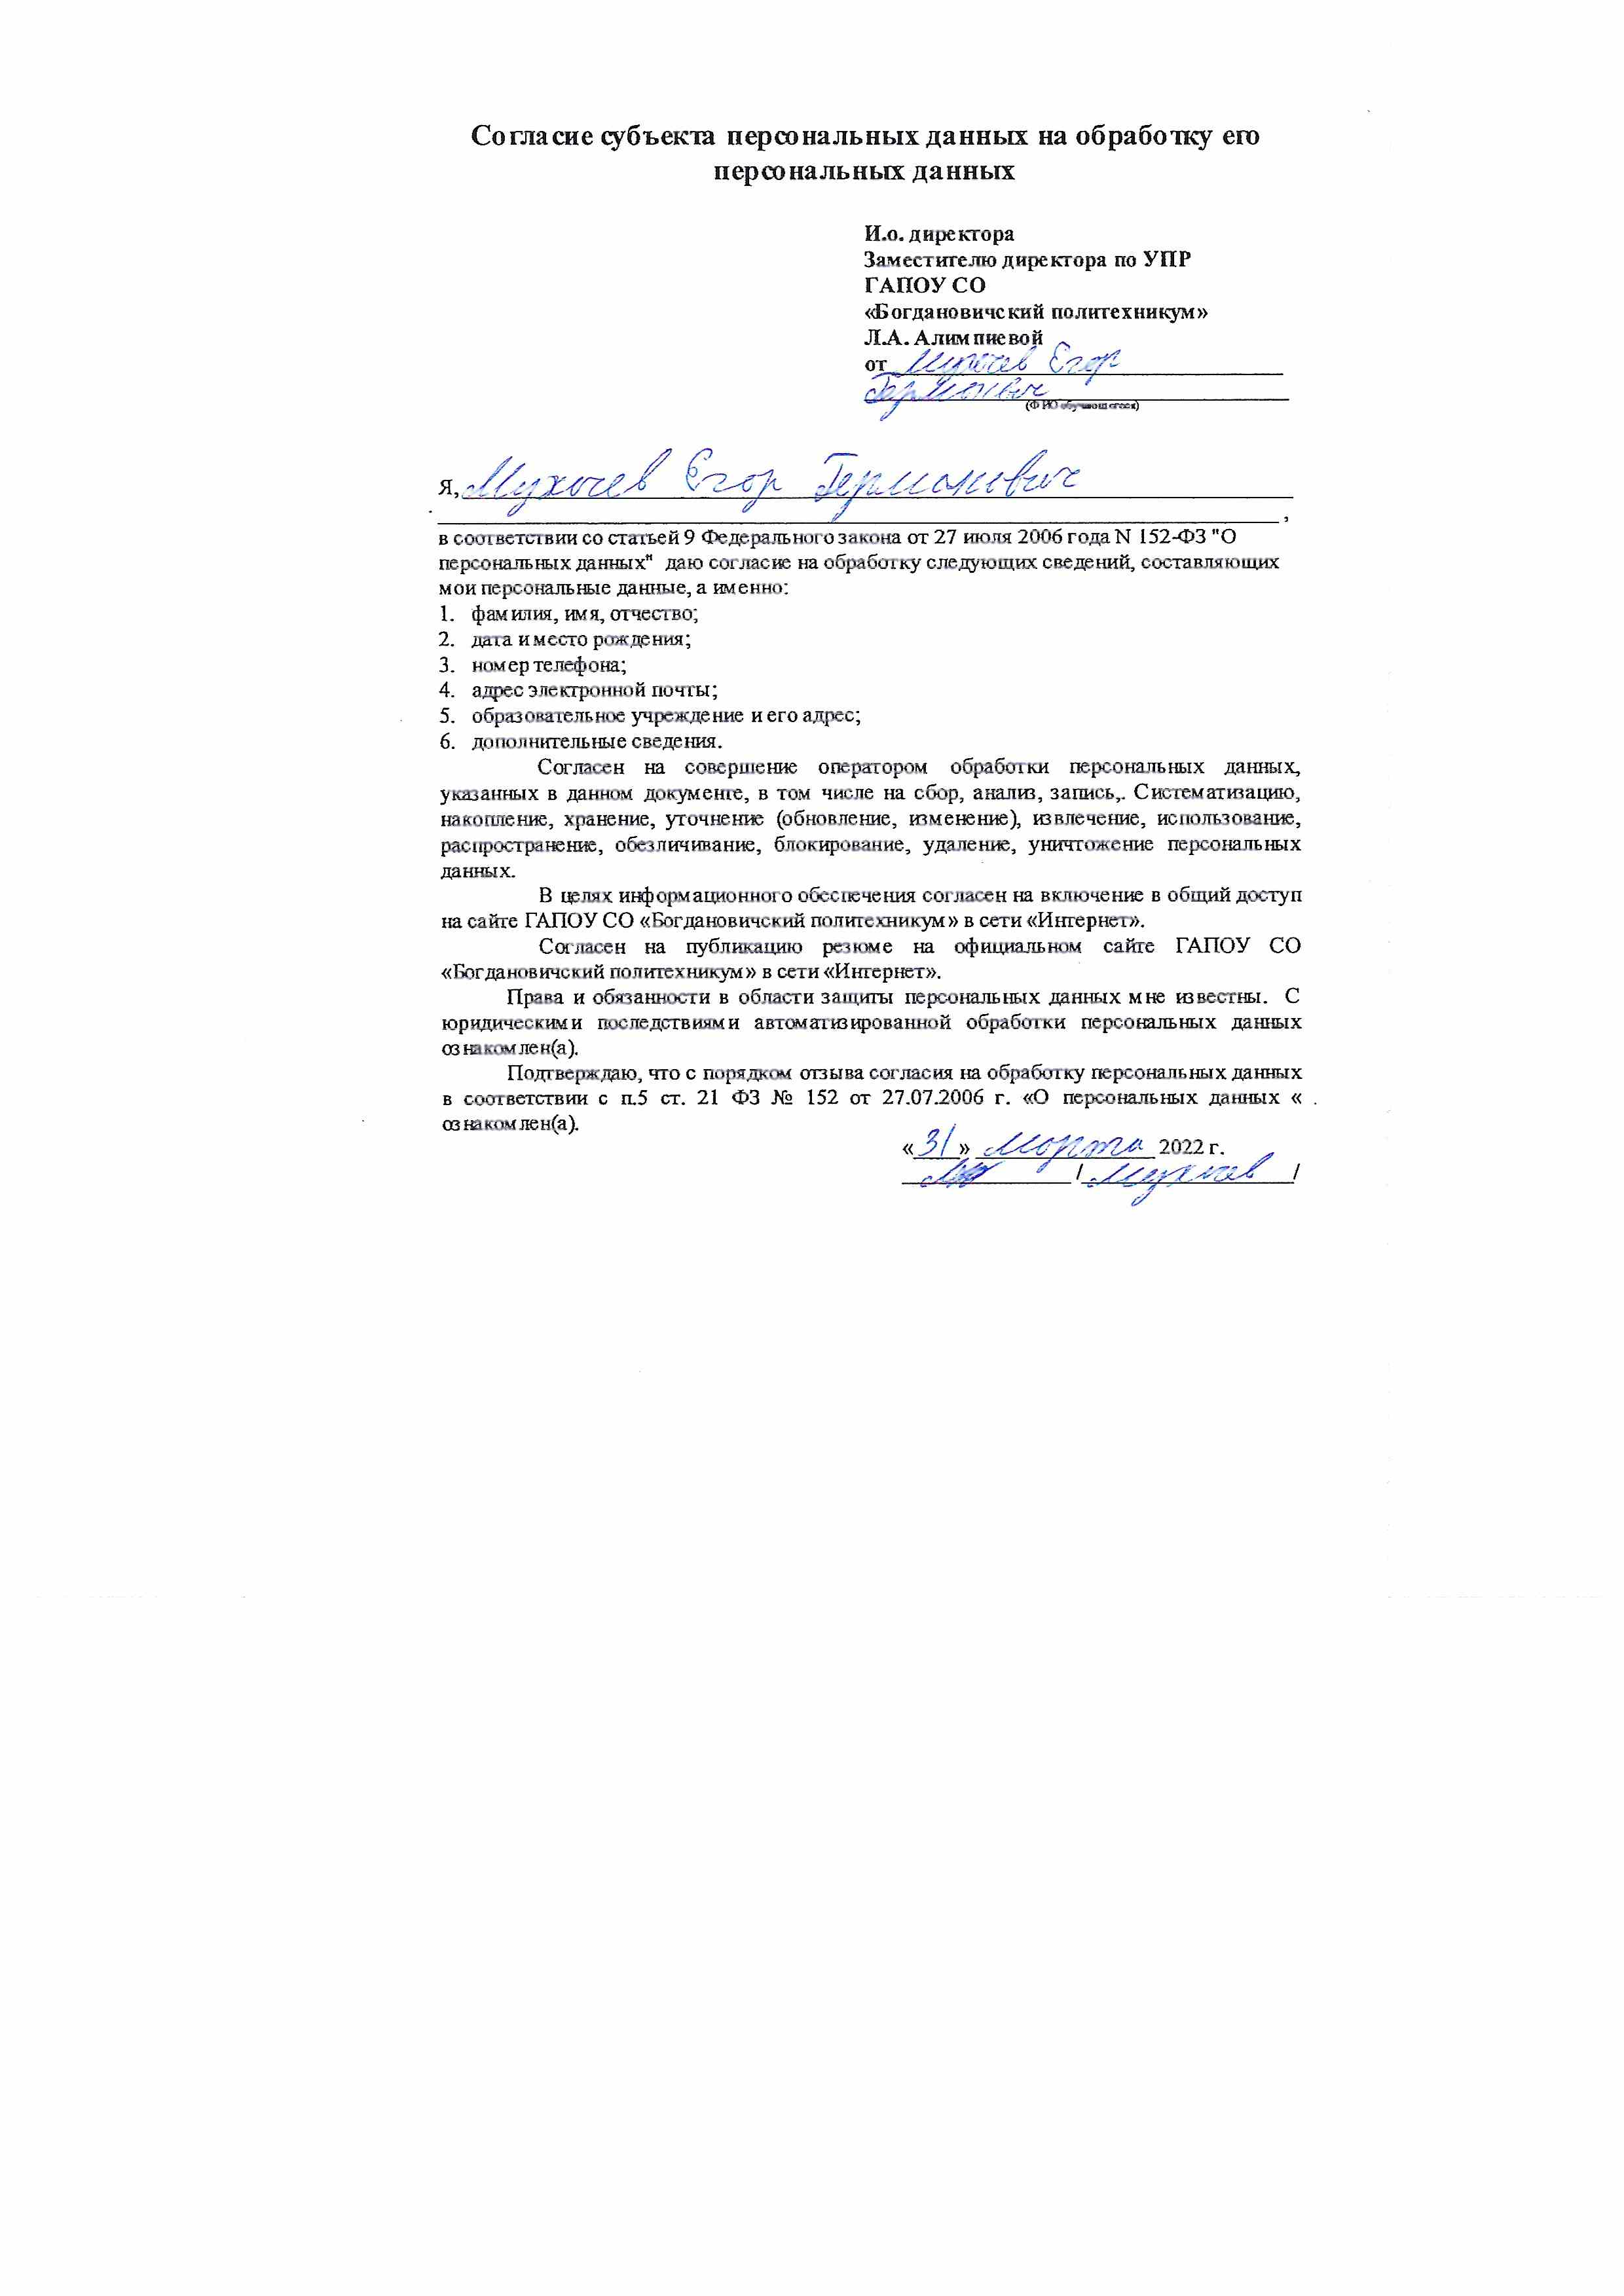 Согласие субъекта персональных данных на обработку его
персональных данных
И.о. директора
Заместителю директора по УПР
ГАПОУ СО
«Богдановичский политехникум»
Л.А. Алимпиевой
от Мухачев Егор
Германович
(ФИО обучающегося)
Я, Мухачев Егор Германович
,
в соответствии со статьей 9 Федерального закона от 27 июля 2006 года N 152-ФЗ "О
персональных данных" даю согласие на обработку следующих сведений, составляющих
мои персональные данные, а именно:
1. фамилия, имя, отчество;
2. дата и место рождения;
3. номер телефона;
4. адрес электронной почты;
5. образовательное учреждение и его адрес;
6. дополнительные сведения.
Согласен на совершение оператором обработки персональных данных,
указанных в данном документе, в том числе на сбор, анализ, запись,. Систематизацию,
накопление, хранение, уточнение (обновление, изменение), извлечение, использование,
распространение, обезличивание, блокирование, удаление, уничтожение персональных
данных.
В целях информационного обеспечения согласен на включение в общий доступ
на сайте ГАПОУ СО «Богдановичский политехникум» в сети «Интернет».
Согласен на публикацию резюме на официальном сайте ГАПОУ СО
«Богдановичский политехникум» в сети «Интернет».
Права и обязанности в области защиты персональных данных мне известны. С
юридическими последствиями автоматизированной обработки персональных данных
ознакомлен(а).
Подтверждаю, что с порядком отзыва согласия на обработку персональных данных
в соответствии с п.5 ст. 21 ФЗ № 152 от 27.07.2006 г. «О персональных данных « .
ознакомлен(а).
«31» Марта 2022 г.
/ Мухачев /